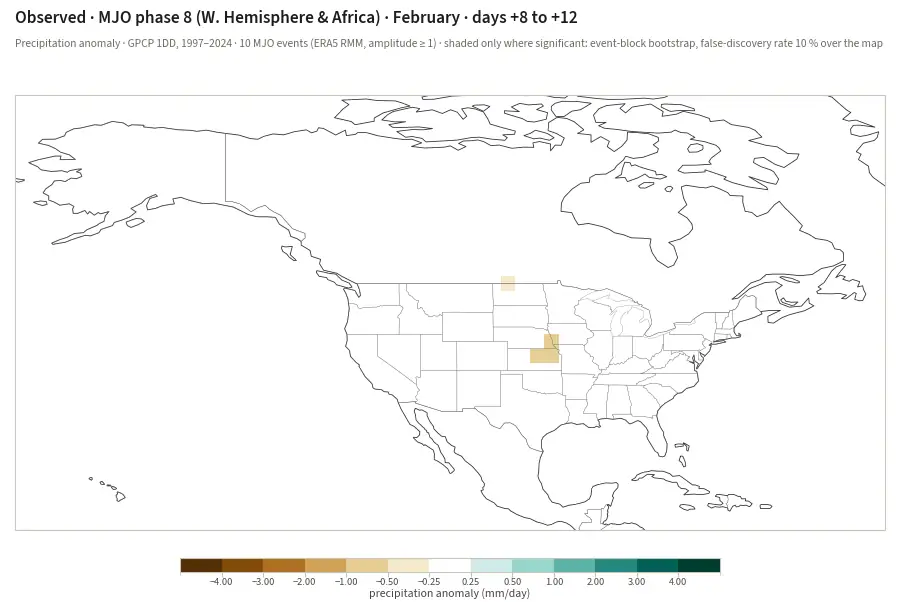 Observed · MJO phase 8 (W. Hemisphere & Africa) · February · days +8 to +12
Precipitation anomaly · GPCP 1DD, 1997–2024 · 10 MJO events (ERA5 RMM, amplitude ≥ 1) · shaded only where significant: event-block bootstrap, false-discovery rate 10 % over the map
−4.00 −3.00 −2.00 −1.00 −0.50 −0.25 0.25 0.50 1.00 2.00 3.00 4.00
precipitation anomaly (mm/day)